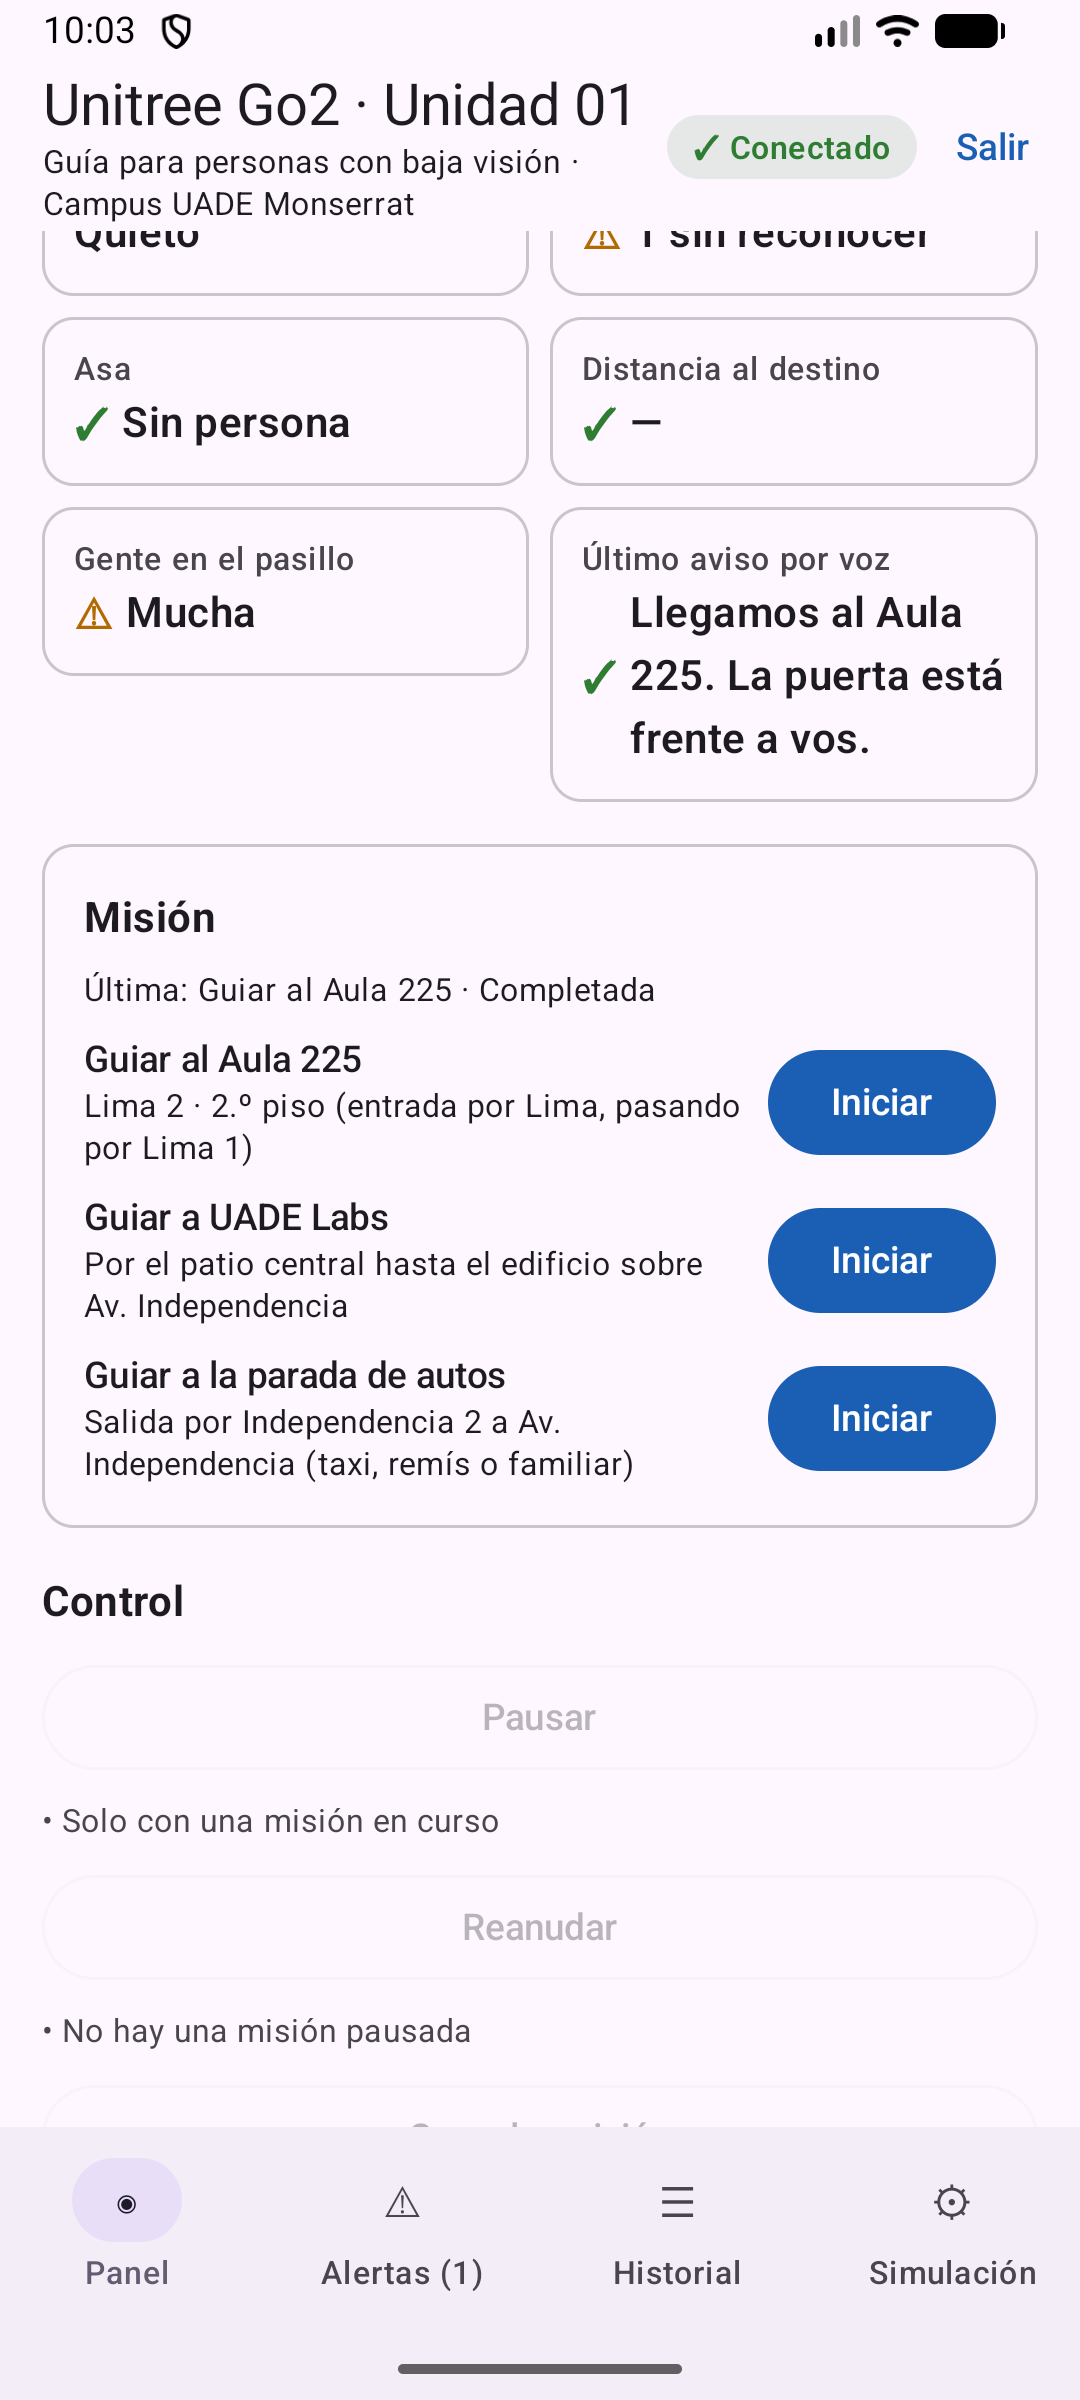 10:03
Unitree Go2 · Unidad 01
Guía para personas con baja visión ·
Campus UADE Monserrat
✓ Conectado
Salir
Quieto
⚠ 1 sin reconocer
Asa
✓ Sin persona
Distancia al destino
✓ —
Gente en el pasillo
⚠ Mucha
Último aviso por voz
Llegamos al Aula
✓ 225. La puerta está
frente a vos.
Misión
Última: Guiar al Aula 225 · Completada
Guiar al Aula 225
Lima 2 · 2.º piso (entrada por Lima, pasando
por Lima 1)
Iniciar
Guiar a UADE Labs
Por el patio central hasta el edificio sobre
Av. Independencia
Iniciar
Guiar a la parada de autos
Salida por Independencia 2 a Av.
Independencia (taxi, remís o familiar)
Iniciar
Control
Pausar
• Solo con una misión en curso
Reanudar
• No hay una misión pausada
Panel
Alertas (1)
Historial
Simulación